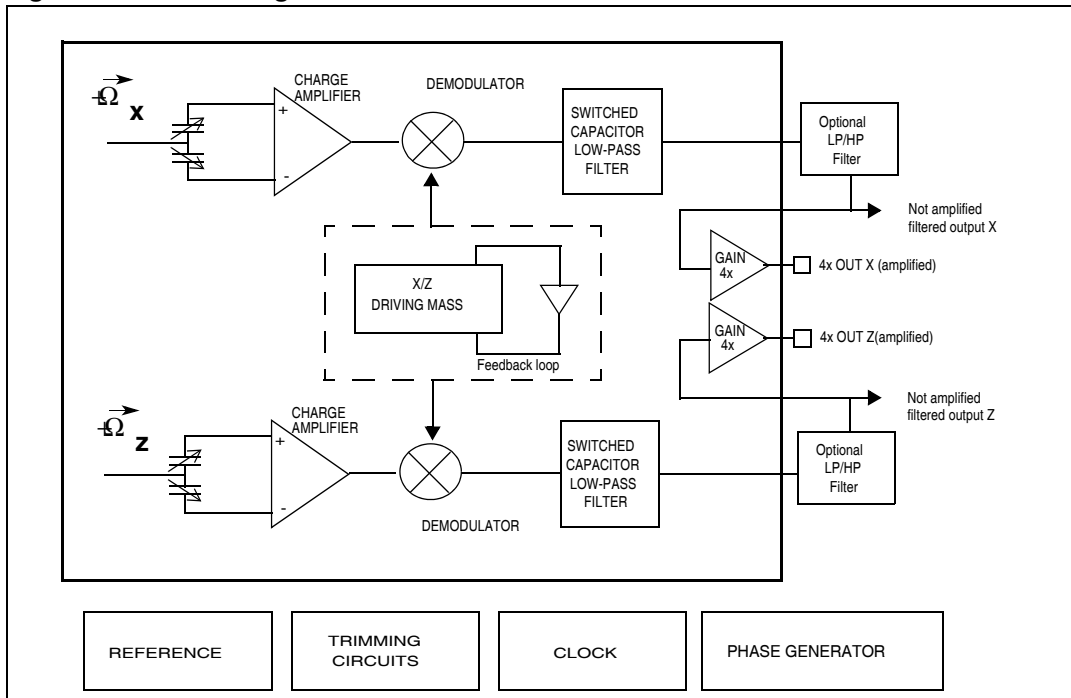 +Ω X
CHARGE
AMPLIFIER
+
-
DEMODULATOR
SWITCHED
CAPACITOR
LOW-PASS
FILTER
Optional
LP/HP
Filter
Not amplified
filtered output X
GAIN
4x
4x OUT X (amplified)
X/Z
DRIVING MASS
Feedback loop
GAIN
4x
4x OUT Z(amplified)
Not amplified
filtered output Z
+Ω Z
CHARGE
AMPLIFIER
+
-
DEMODULATOR
SWITCHED
CAPACITOR
LOW-PASS
FILTER
Optional
LP/HP
Filter
REFERENCE
TRIMMING
CIRCUITS
CLOCK
PHASE GENERATOR